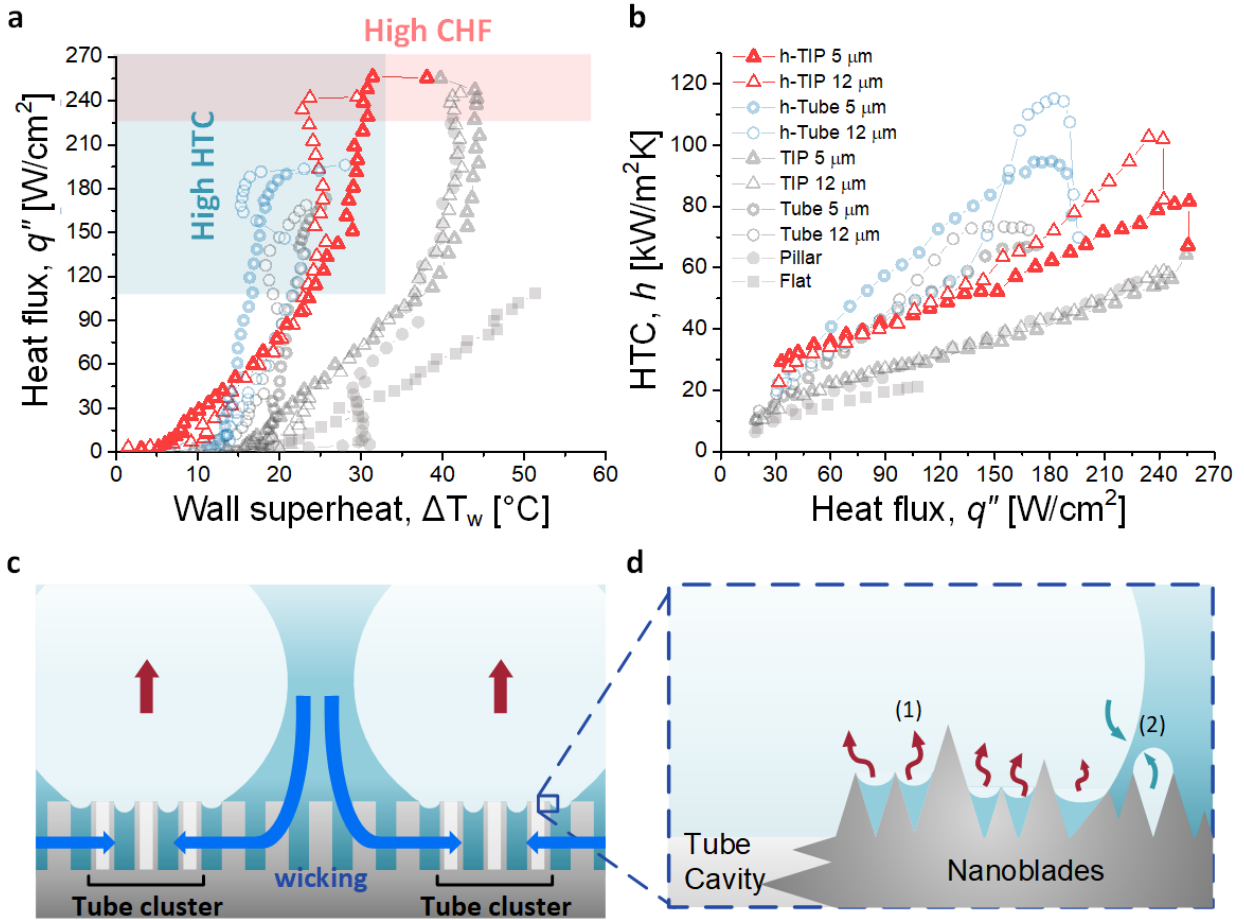 a
High CHF
High HTC
Heat flux, q″ [W/cm²]
270
240
210
180
150
120
90
60
30
0
0 10 20 30 40 50 60
Wall superheat, ΔT_w [°C]
b
HTC, h [kW/m²K]
120
100
80
60
40
20
0
h-TIP 5 μm
h-TIP 12 μm
h-Tube 5 μm
h-Tube 12 μm
TIP 5 μm
TIP 12 μm
Tube 5 μm
Tube 12 μm
Pillar
Flat
0 30 60 90 120 150 180 210 240 270
Heat flux, q″ [W/cm²]
c
wicking
Tube cluster
Tube cluster
d
(1)
(2)
Tube
Cavity
Nanoblades